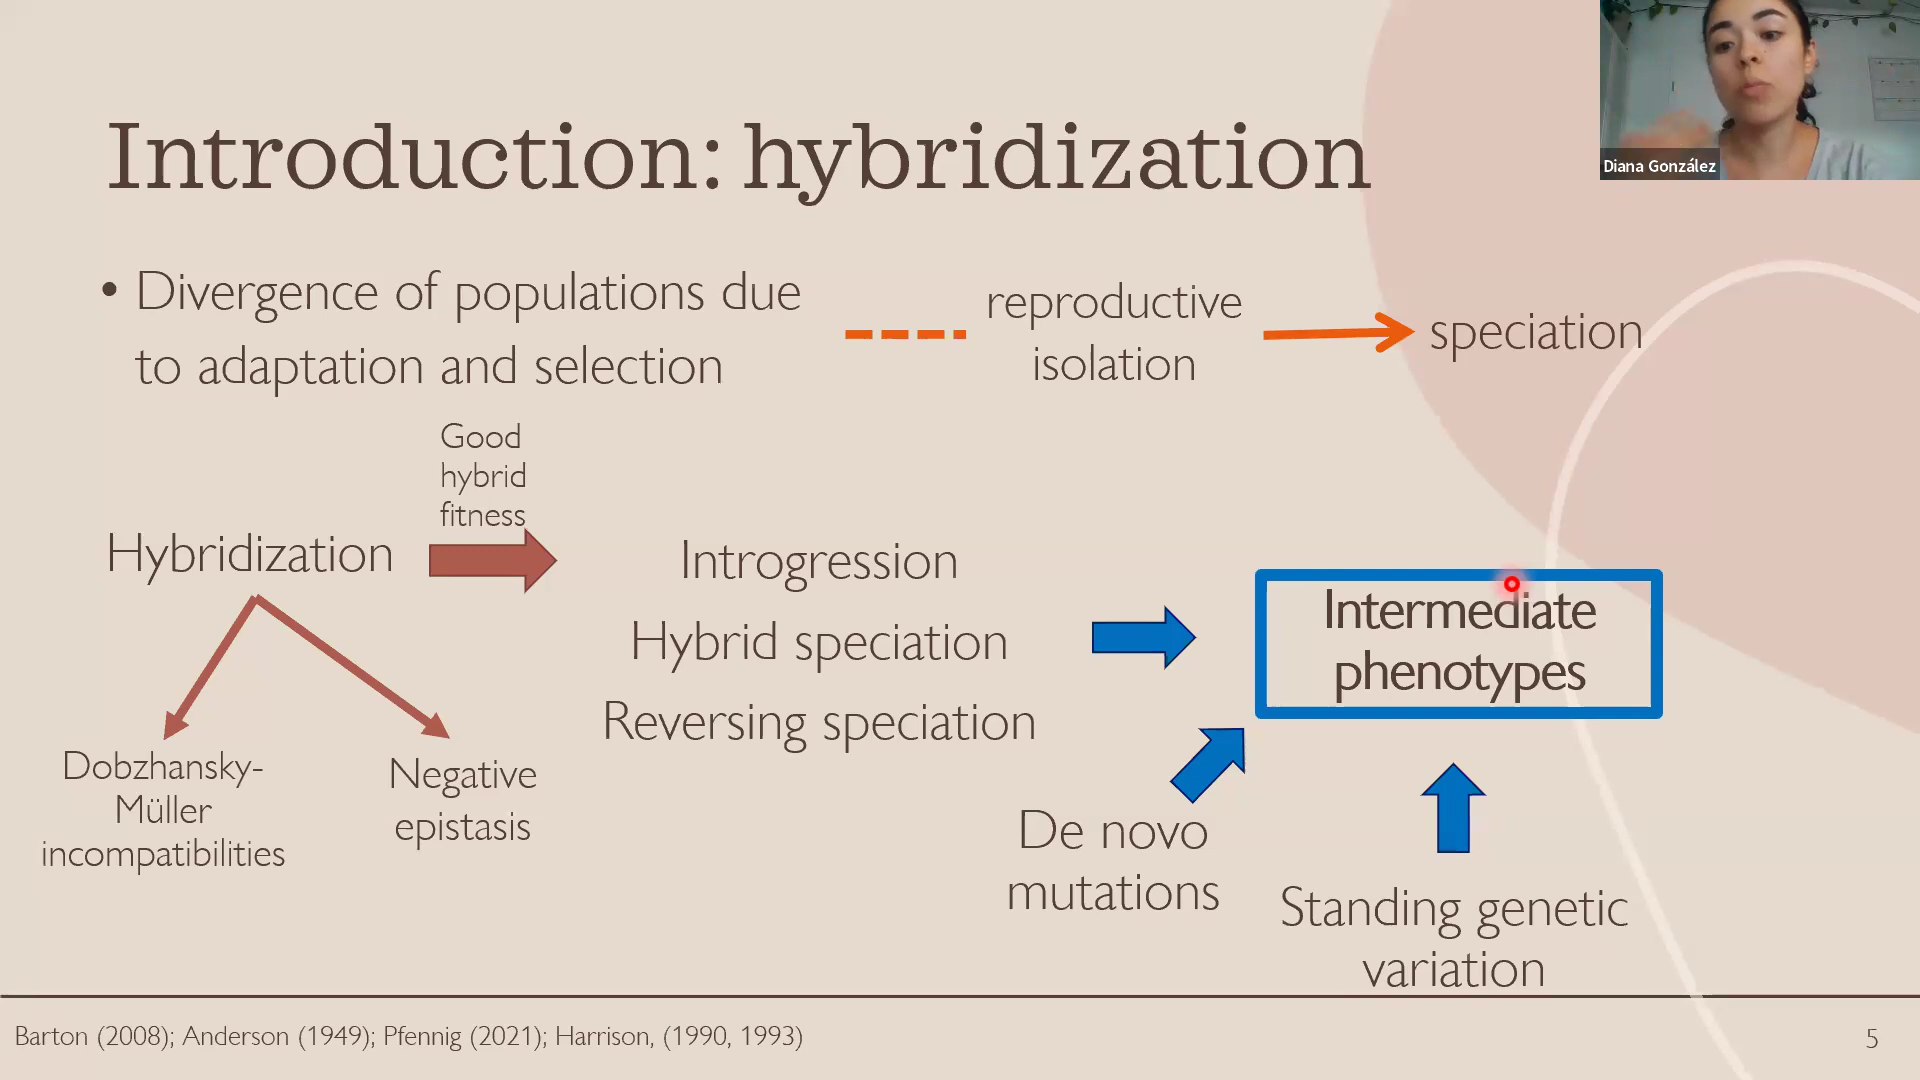 Introduction: hybridization
Diana González
• Divergence of populations due
to adaptation and selection
reproductive
isolation
speciation
Good
hybrid
fitness
Hybridization
Introgression
Hybrid speciation
Reversing speciation
Intermediate
phenotypes
Dobzhansky-
Müller
incompatibilities
Negative
epistasis
De novo
mutations
Standing genetic
variation
Barton (2008); Anderson (1949); Pfennig (2021); Harrison, (1990, 1993)
5